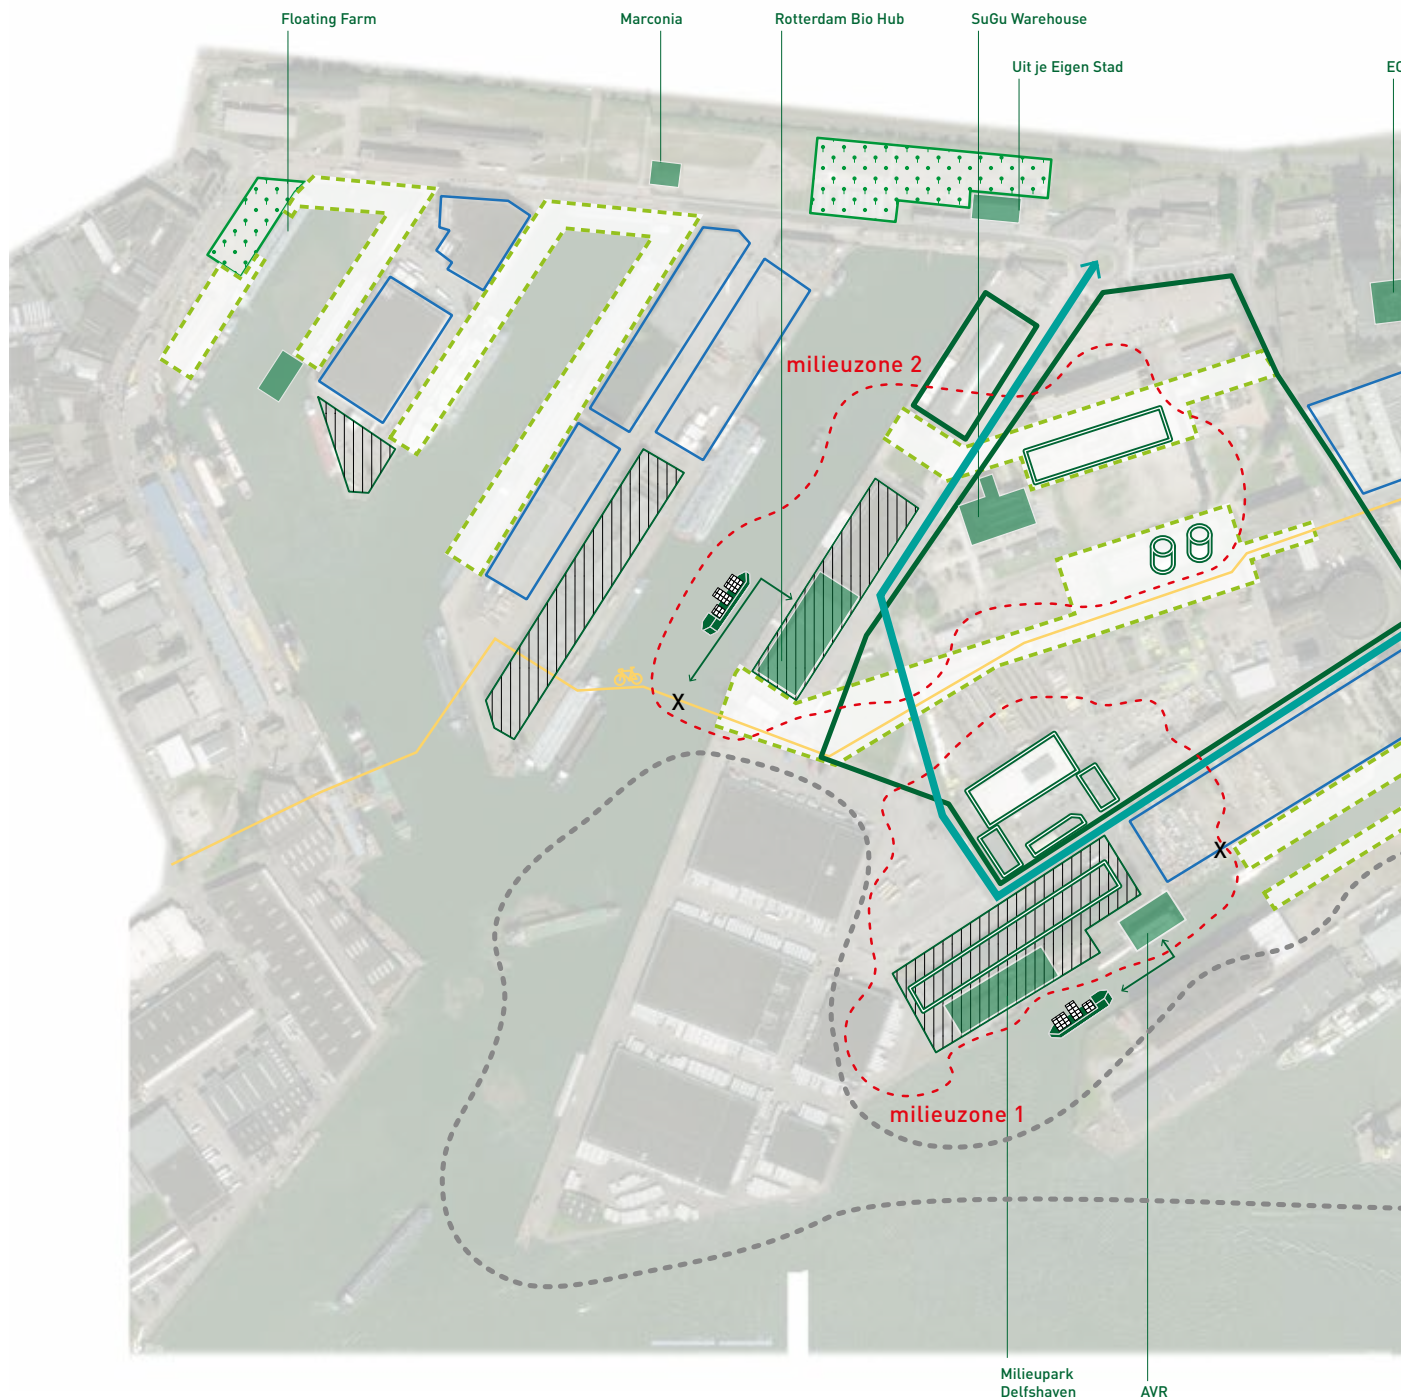 Floating Farm
Marconia
Rotterdam Bio Hub
SuGu Warehouse
Uit je Eigen Stad
milieuzone 2
X
X
milieuzone 1
Milieupark
Delfshaven
AVR